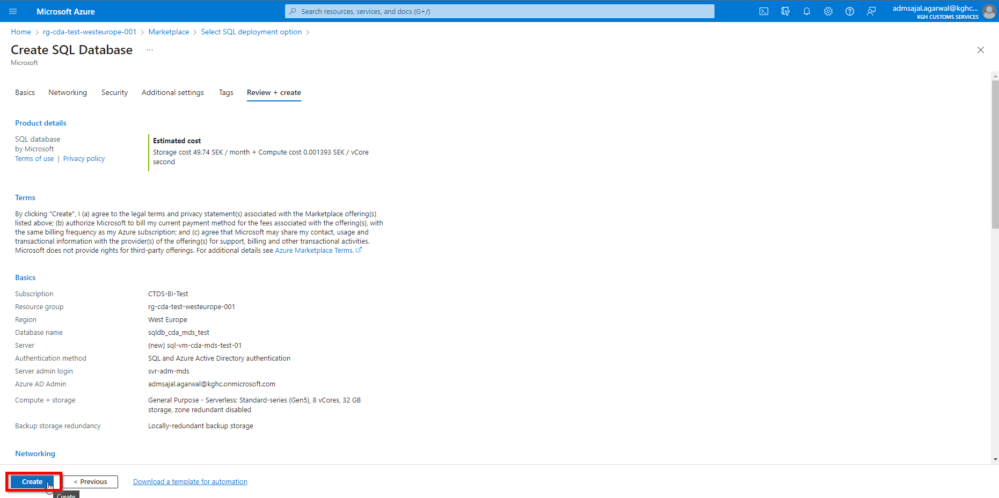 Microsoft Azure
Search resources, services, and docs (G+/)
admsajal.agarwal@kghc...
KGH CUSTOMS SERVICES
Home > rg-cda-test-westeurope-001 > Marketplace > Select SQL deployment option >
Create SQL Database ...
Microsoft
Basics Networking Security Additional settings Tags Review + create
Product details
SQL database
by Microsoft
Terms of use | Privacy policy
Estimated cost
Storage cost 49.74 SEK / month + Compute cost 0.001393 SEK / vCore
second
Terms
By clicking "Create", I (a) agree to the legal terms and privacy statement(s) associated with the Marketplace offering(s)
listed above; (b) authorize Microsoft to bill my current payment method for the fees associated with the offering(s), with
the same billing frequency as my Azure subscription; and (c) agree that Microsoft may share my contact, usage and
transactional information with the provider(s) of the offering(s) for support, billing and other transactional activities.
Microsoft does not provide rights for third-party offerings. For additional details see Azure Marketplace Terms.
Basics
Subscription CTDS-BI-Test
Resource group rg-cda-test-westeurope-001
Region West Europe
Database name sqldb_cda_mds_test
Server (new) sql-vm-cda-mds-test-01
Authentication method SQL and Azure Active Directory authentication
Server admin login svr-adm-mds
Azure AD Admin admsajal.agarwal@kghc.onmicrosoft.com
Compute + storage General Purpose - Serverless: Standard-series (Gen5), 8 vCores, 32 GB
storage, zone redundant disabled
Backup storage redundancy Locally-redundant backup storage
Networking
Create < Previous Download a template for automation
Create